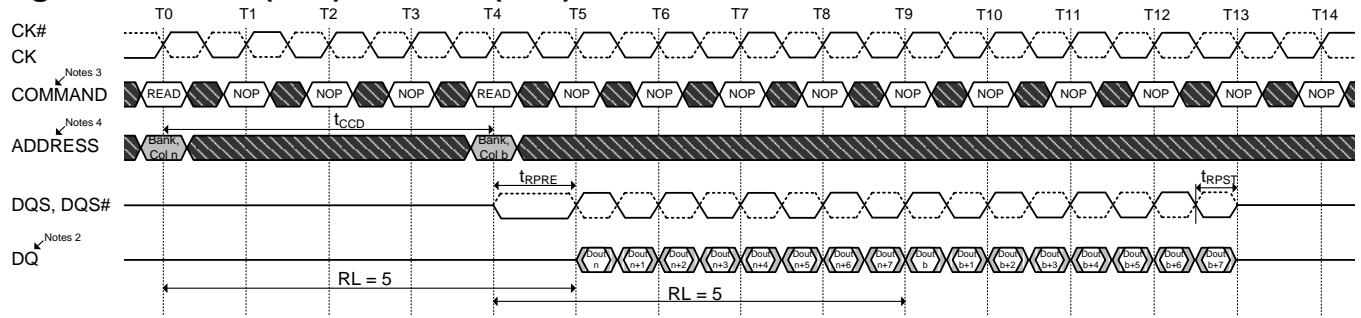 T0 T1 T2 T3 T4 T5 T6 T7 T8 T9 T10 T11 T12 T13 T14
CK#
CK
Notes 3
COMMAND READ NOP NOP NOP READ NOP NOP NOP NOP NOP NOP NOP NOP NOP NOP
tCCD
Notes 4
ADDRESS Bank, Col n Bank, Col b
tRPRE tRPST
DQS, DQS#
Notes 2
DQ Dout n Dout n+1 Dout n+2 Dout n+3 Dout n+4 Dout n+5 Dout n+6 Dout n+7 Dout b Dout b+1 Dout b+2 Dout b+3 Dout b+4 Dout b+5 Dout b+6 Dout b+7
RL = 5
RL = 5